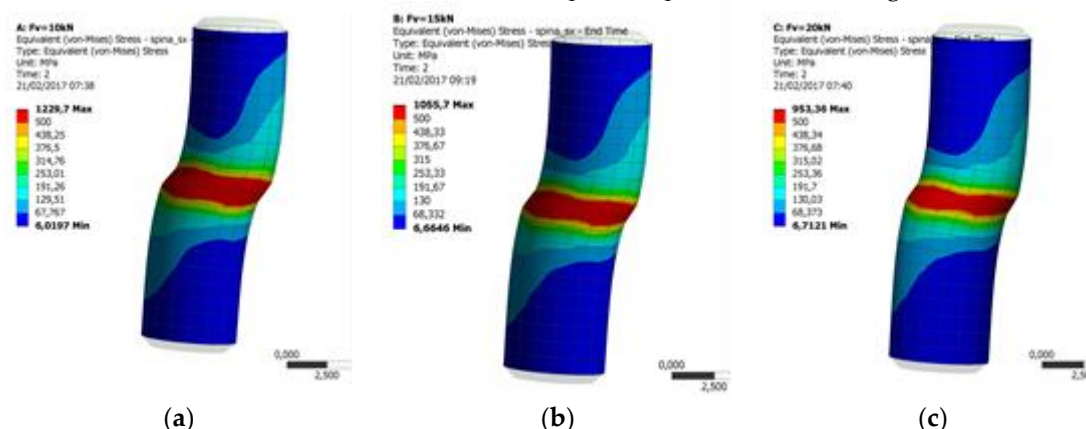 A: Fv=10kN
Equivalent (von-Mises) Stress - spina_sx -
Type: Equivalent (von-Mises) Stress
Unit: MPa
Time: 2
21/02/2017 07:38
1229,7 Max
500
438,25
376,5
314,76
253,01
191,26
129,51
67,767
6,0197 Min
0,000
2,500
(a)
B: Fv=15kN
Equivalent (von-Mises) Stress - spina_sx - End Time
Type: Equivalent (von-Mises) Stress
Unit: MPa
Time: 2
21/02/2017 09:19
1055,7 Max
500
438,33
376,67
315
253,33
191,67
130
68,332
6,6646 Min
0,000
2,500
(b)
C: Fv=20kN
Equivalent (von-Mises) Stress - End Time
Type: Equivalent (von-Mises) Stress
Unit: MPa
Time: 2
21/02/2017 07:40
953,36 Max
500
438,34
376,68
315,02
253,36
191,7
130,03
68,373
6,7121 Min
0,000
2,500
(c)